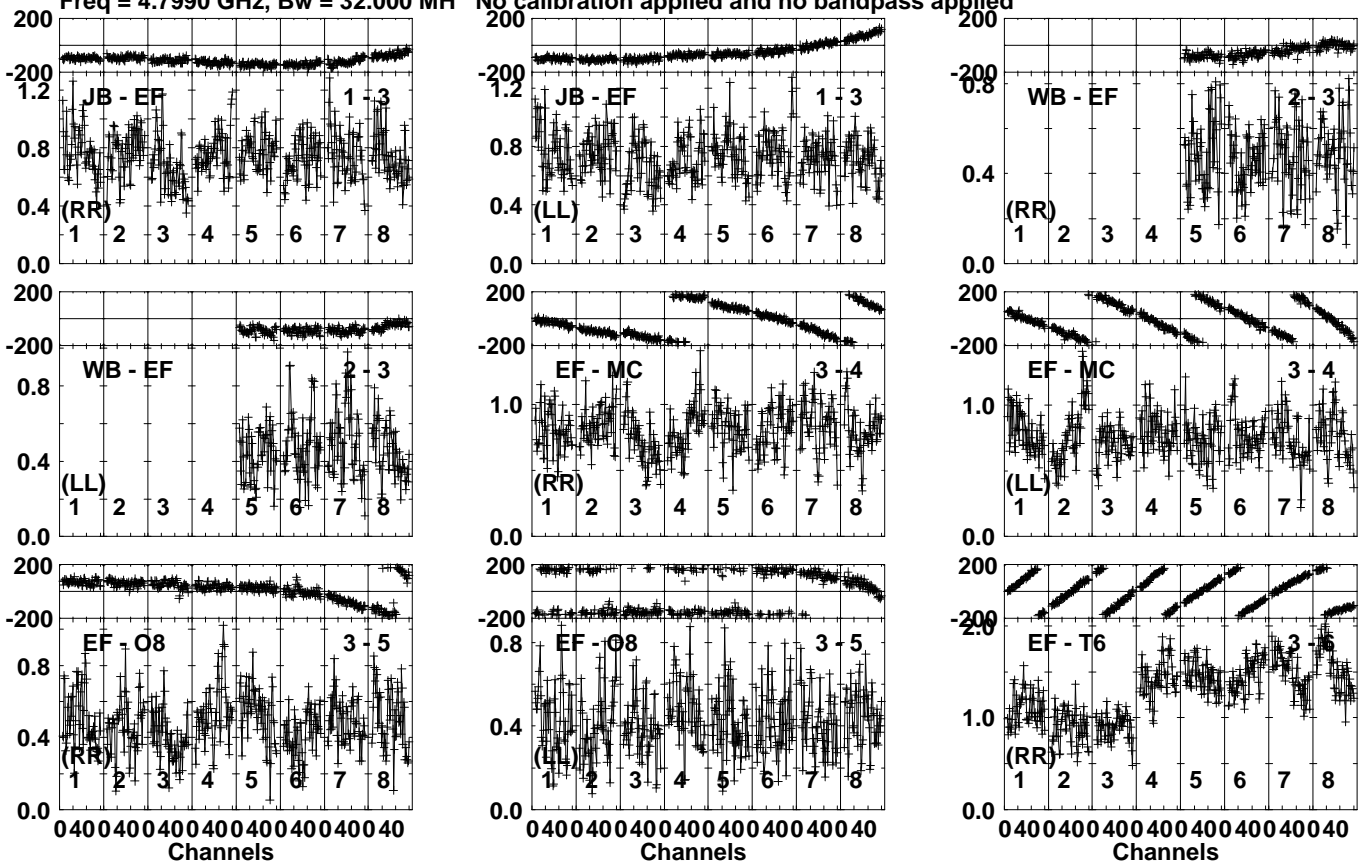 Freq = 4.7990 GHz, Bw = 32.000 MH No calibration applied and no bandpass applied
200
-200
1.2
0.8
0.4
0.0
JB - EF 1 - 3
(RR)
1 2 3 4 5 6 7 8
200
-200
1.2
0.8
0.4
0.0
JB - EF 1 - 3
(LL)
1 2 3 4 5 6 7 8
200
-200
0.8
0.4
0.0
WB - EF 2 - 3
(RR)
1 2 3 4 5 6 7 8
200
-200
0.8
0.4
0.0
WB - EF 2 - 3
(LL)
1 2 3 4 5 6 7 8
200
-200
1.0
0.0
EF - MC 3 - 4
(RR)
1 2 3 4 5 6 7 8
200
-200
1.0
0.0
EF - MC 3 - 4
(LL)
1 2 3 4 5 6 7 8
200
-200
0.8
0.4
0.0
EF - O8 3 - 5
(RR)
1 2 3 4 5 6 7 8
0 40 0 40 0 40 0 40 0 40 0 40 0 40 0 40
Channels
200
-200
0.8
0.4
0.0
EF - O8 3 - 5
(LL)
1 2 3 4 5 6 7 8
0 40 0 40 0 40 0 40 0 40 0 40 0 40 0 40
Channels
200
-200
2.0
1.0
0.0
EF - T6 3 - 6
(RR)
1 2 3 4 5 6 7 8
0 40 0 40 0 40 0 40 0 40 0 40 0 40 0 40
Channels